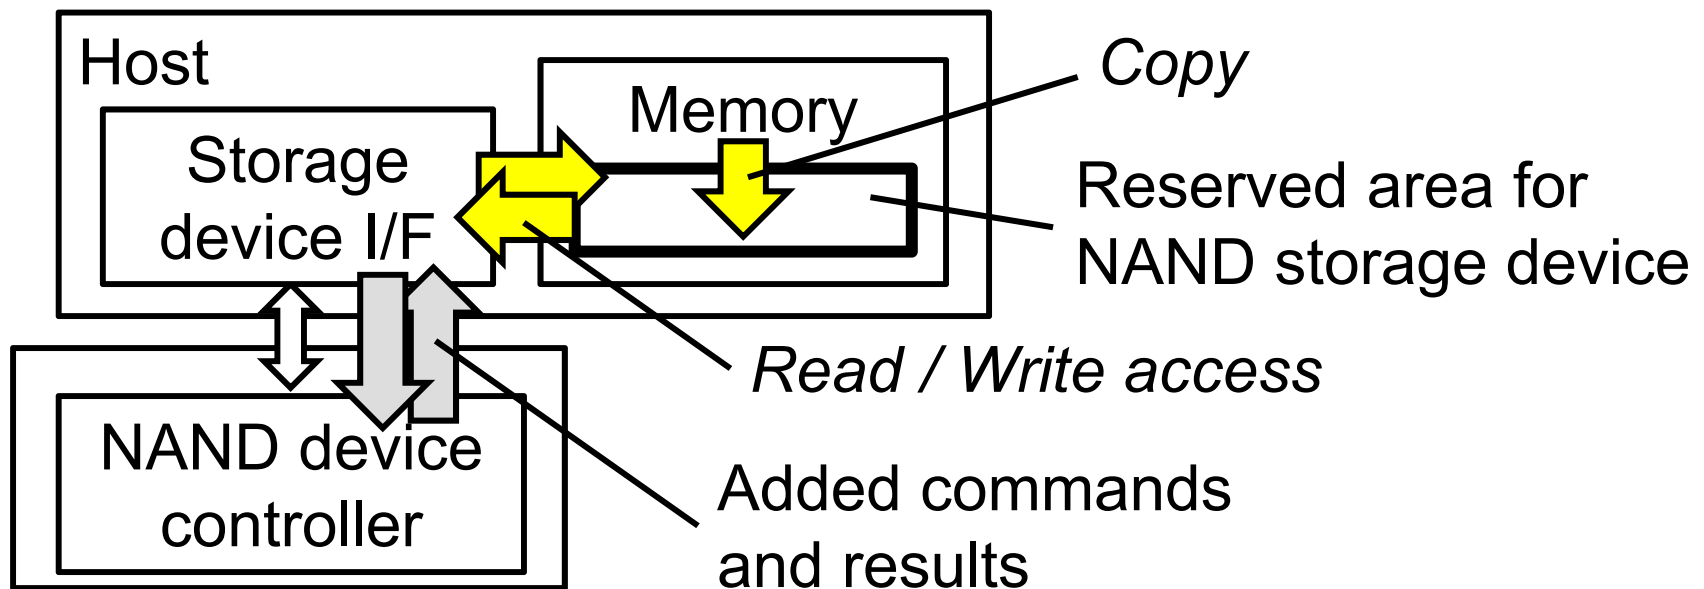 Host
Copy
Memory
Storage
device I/F
Reserved area for
NAND storage device
Read / Write access
NAND device
controller
Added commands
and results